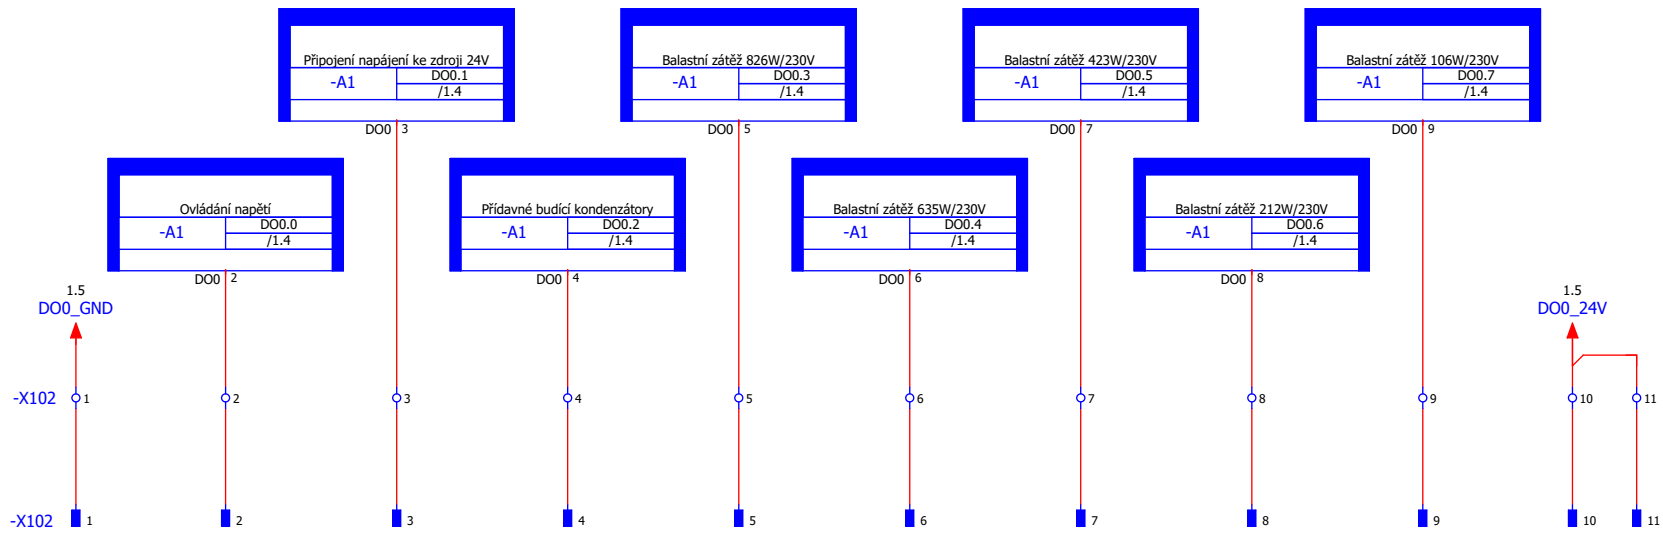 Připojení napájení ke zdroji 24V
-A1
DO0.1
/1.4
DO0 3
Balastní zátěž 826W/230V
-A1
DO0.3
/1.4
DO0 5
Balastní zátěž 423W/230V
-A1
DO0.5
/1.4
DO0 7
Balastní zátěž 106W/230V
-A1
DO0.7
/1.4
DO0 9
Ovládání napětí
-A1
DO0.0
/1.4
DO0 2
Přídavné budící kondenzátory
-A1
DO0.2
/1.4
DO0 4
Balastní zátěž 635W/230V
-A1
DO0.4
/1.4
DO0 6
Balastní zátěž 212W/230V
-A1
DO0.6
/1.4
DO0 8
1.5
DO0_GND
1.5
DO0_24V
-X102 1 2 3 4 5 6 7 8 9 10 11
-X102 1 2 3 4 5 6 7 8 9 10 11